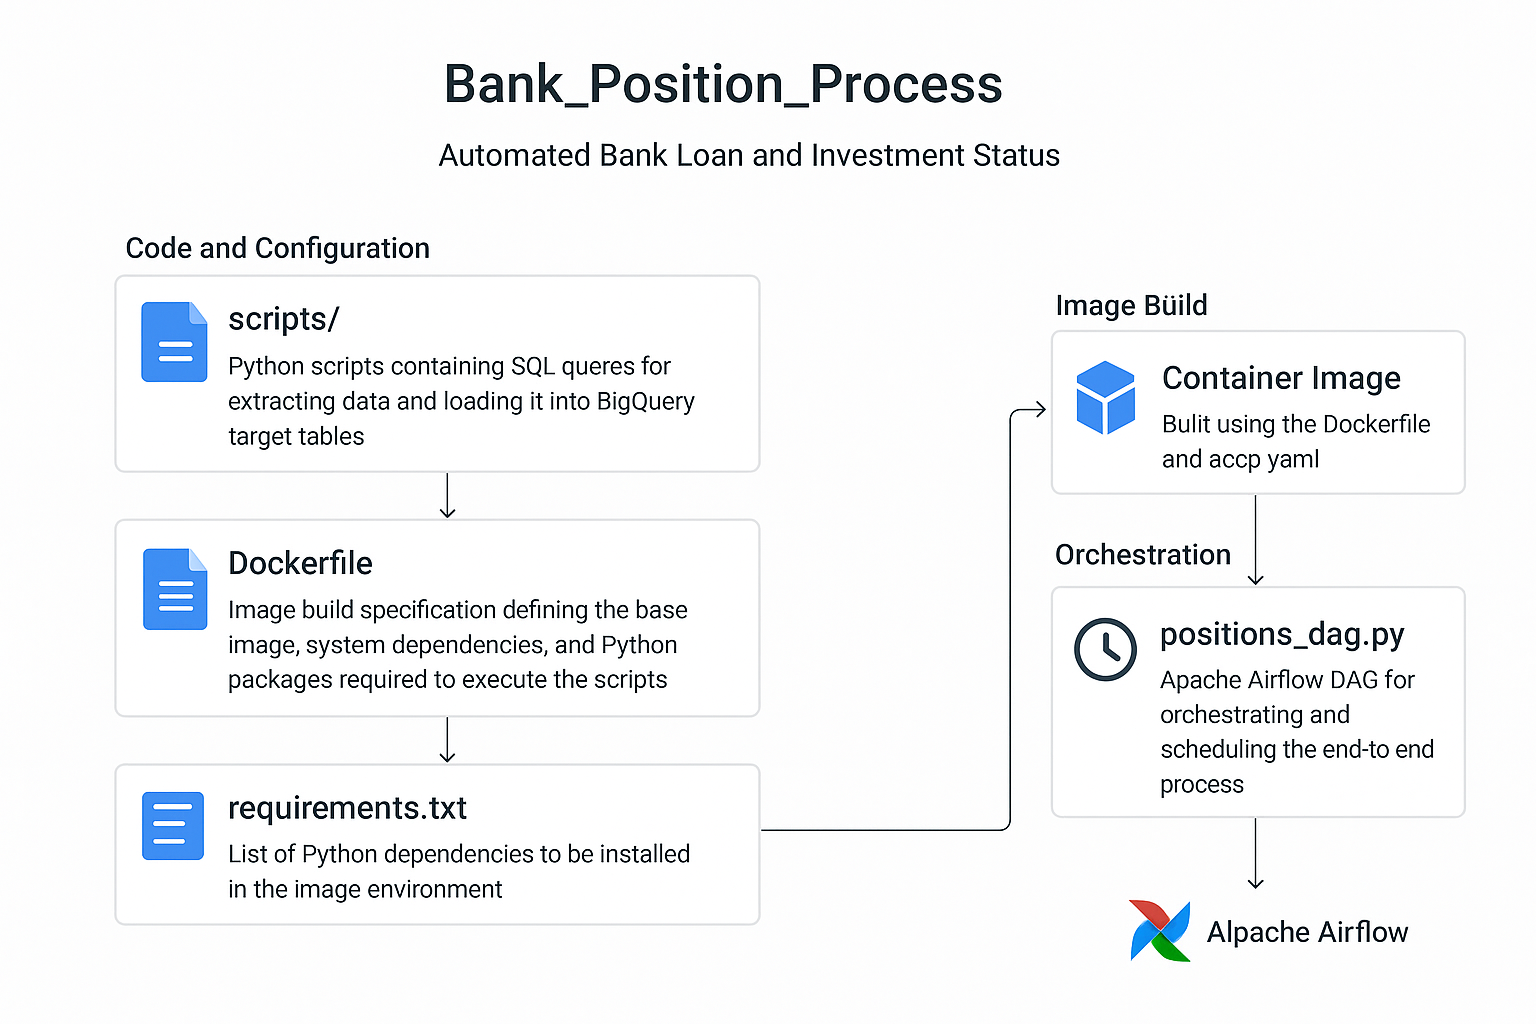 Bank_Position_Process
Automated Bank Loan and Investment Status
Code and Configuration
scripts/
Python scripts containing SQL queres for
extracting data and loading it into BigQuery
target tables
Dockerfile
Image build specification defining the base
image, system dependencies, and Python
packages required to execute the scripts
requirements.txt
List of Python dependencies to be installed
in the image environment
Image Büild
Container Image
Bulit using the Dockerfile
and accp yaml
Orchestration
positions_dag.py
Apache Airflow DAG for
orchestrating and
scheduling the end-to end
process
Alpache Airflow